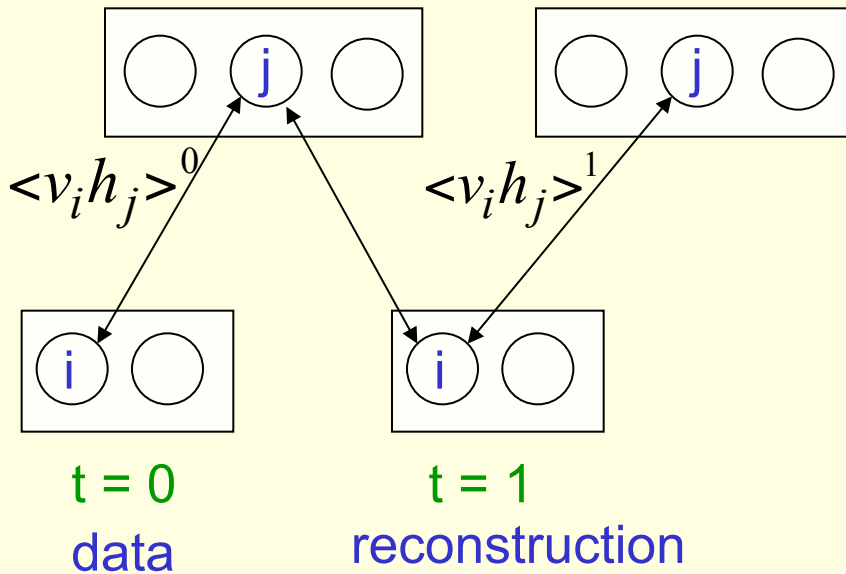 j j
<v_i h_j>^0 <v_i h_j>^1
i i
t = 0 t = 1
data reconstruction